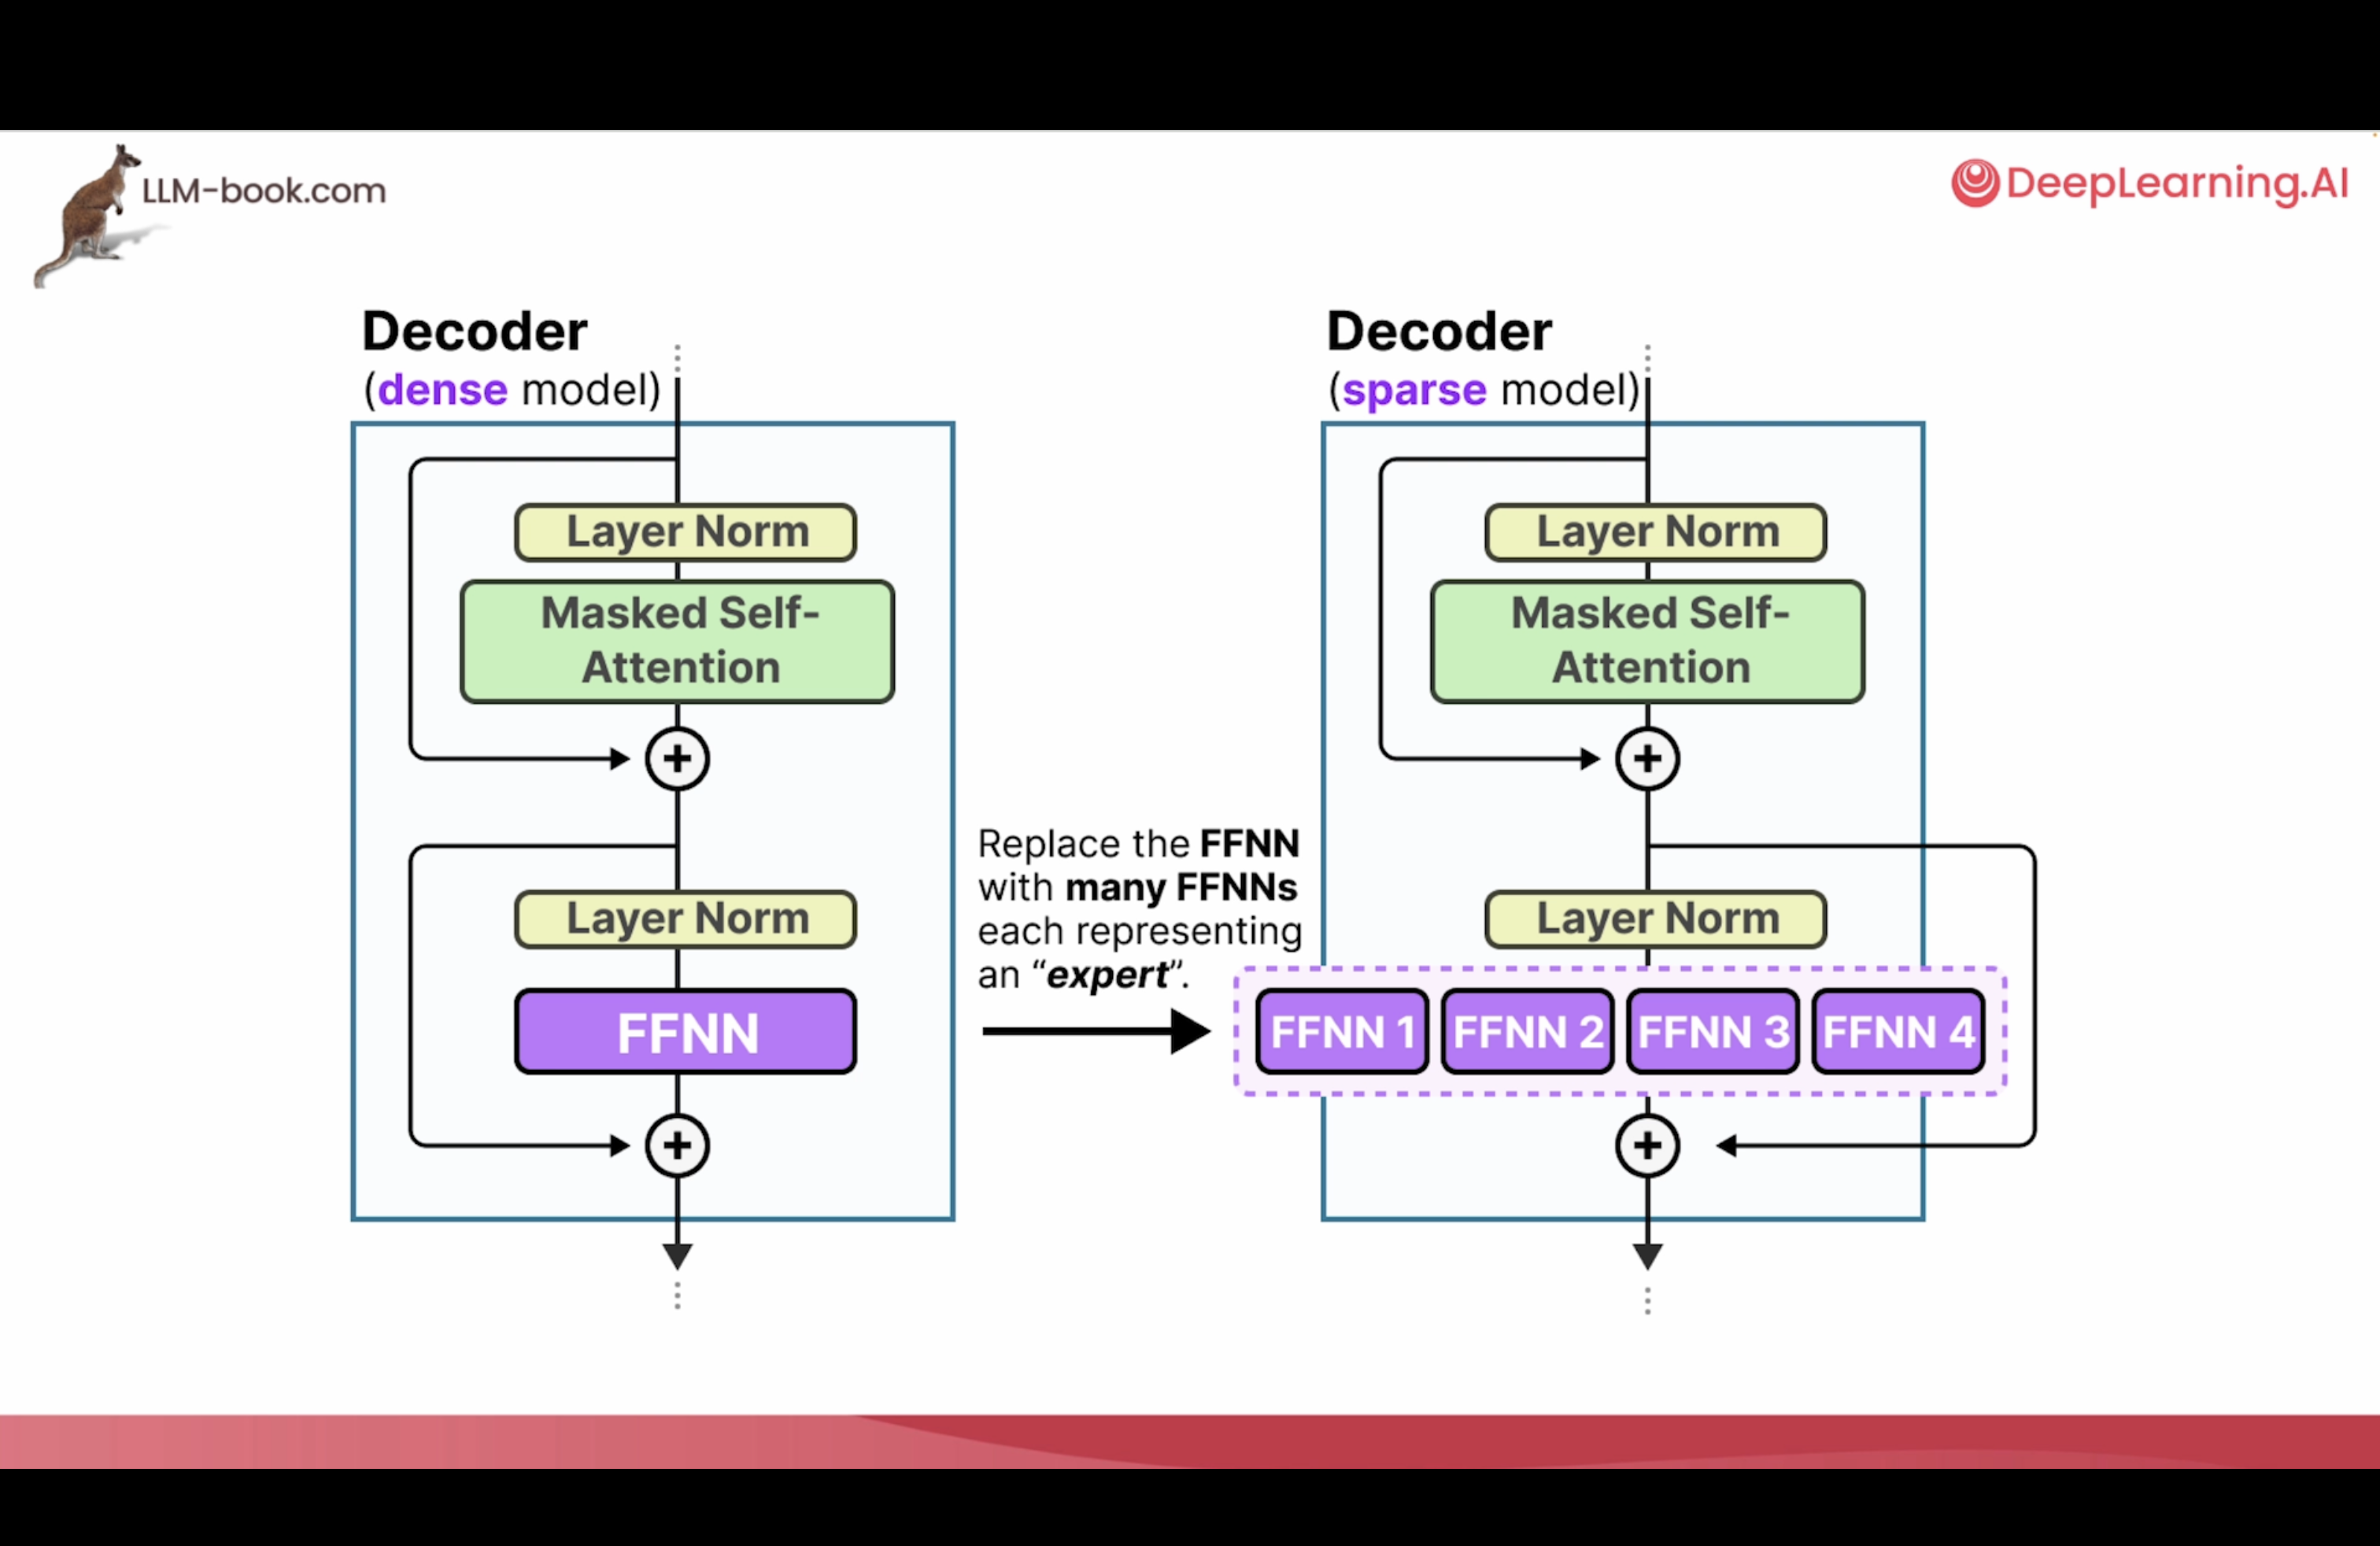 LLM-book.com
DeepLearning.AI
Decoder
(dense model)
Layer Norm
Masked Self-
Attention
+
Layer Norm
FFNN
+
Replace the FFNN
with many FFNNs
each representing
an “expert”.
Decoder
(sparse model)
Layer Norm
Masked Self-
Attention
+
Layer Norm
FFNN 1
FFNN 2
FFNN 3
FFNN 4
+